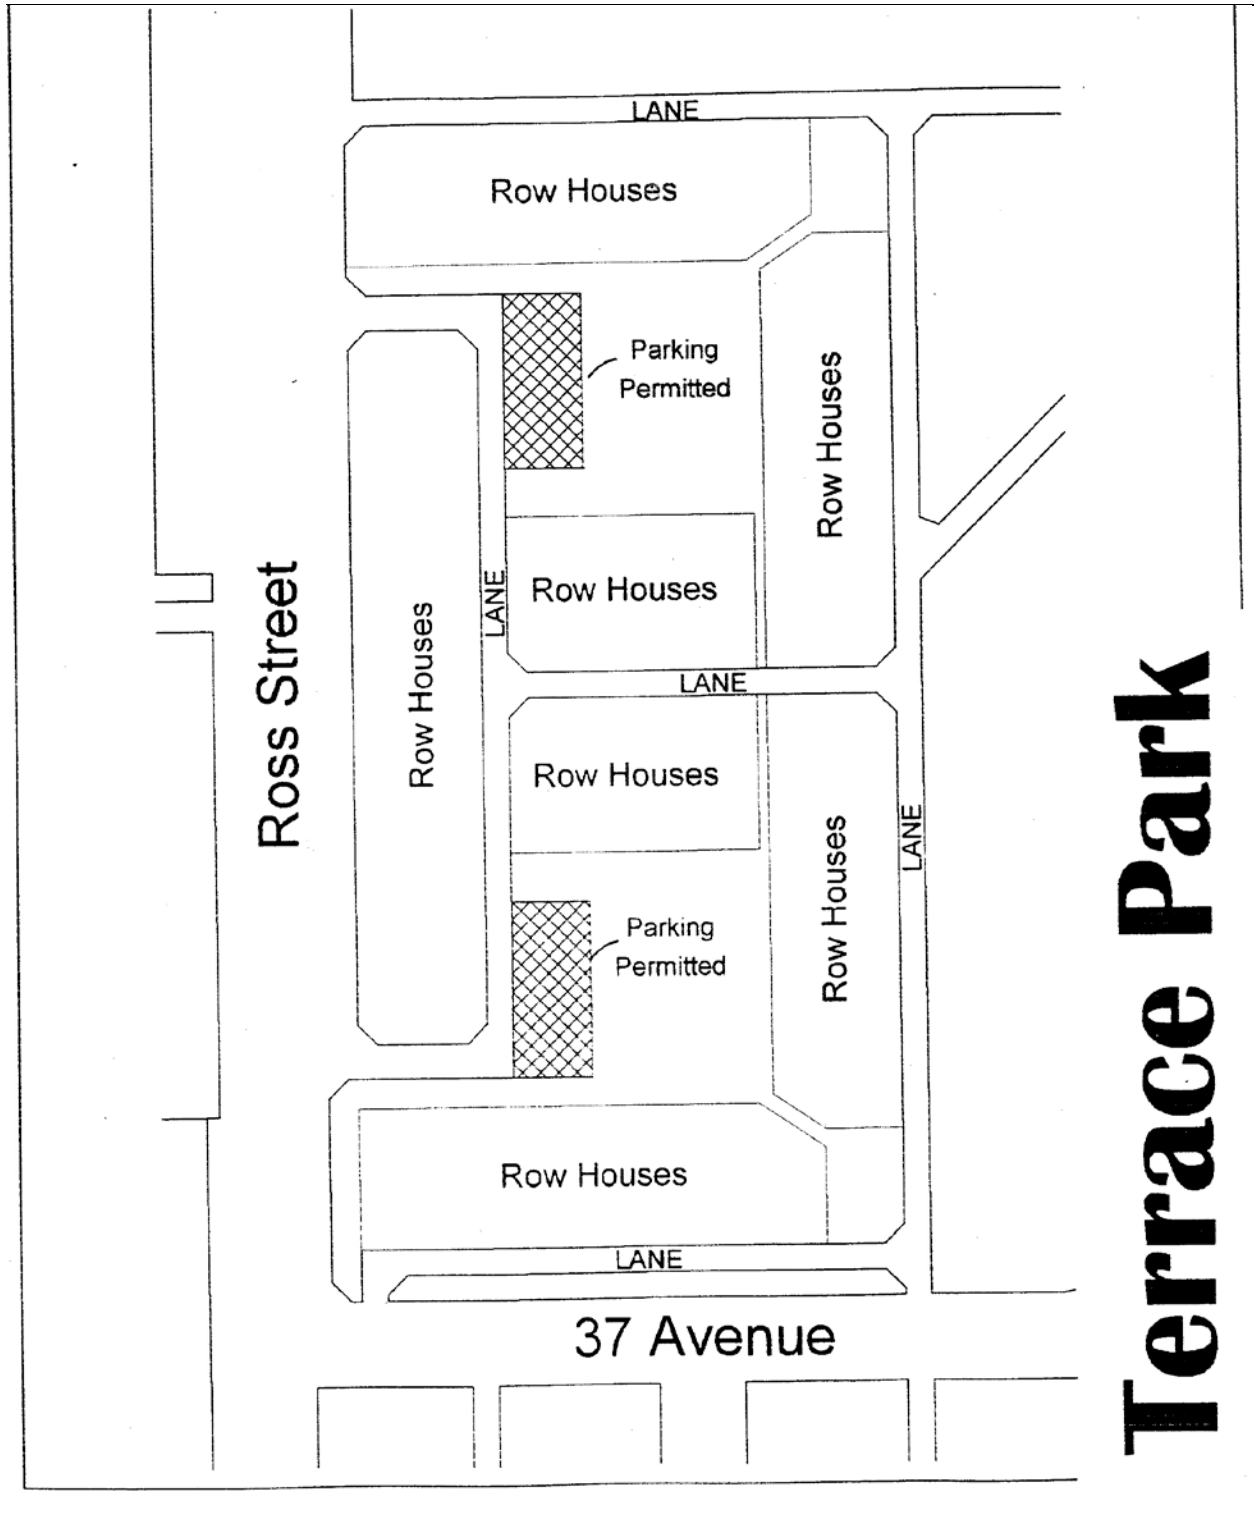 LANE
Row Houses
Parking
Permitted
Row Houses
Row Houses
LANE
Ross Street
Row Houses
LANE
Row Houses
LANE
Row Houses
Parking
Permitted
Row Houses
LANE
37 Avenue
Terrace Park